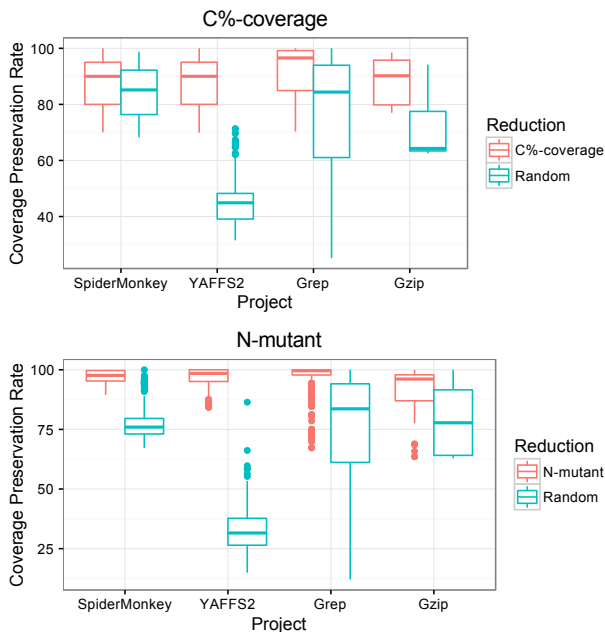 C%-coverage
Coverage Preservation Rate
100
80
60
40
SpiderMonkey YAFFS2 Grep Gzip
Project
Reduction
C%-coverage
Random
N-mutant
Coverage Preservation Rate
100
75
50
25
SpiderMonkey YAFFS2 Grep Gzip
Project
Reduction
N-mutant
Random